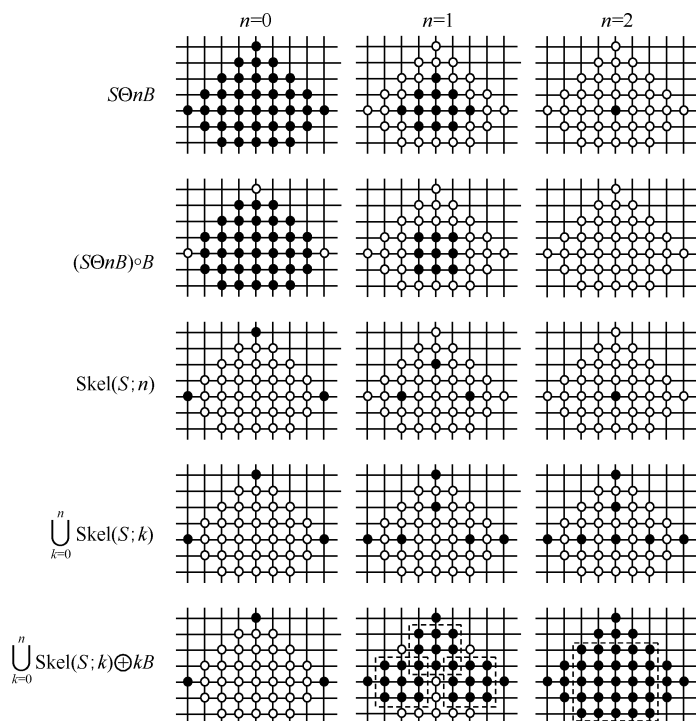 n=0 n=1 n=2
SΘnB
(SΘnB)∘B
Skel(S;n)
n
⋃ Skel(S;k)
k=0
n
⋃ Skel(S;k)⊕kB
k=0